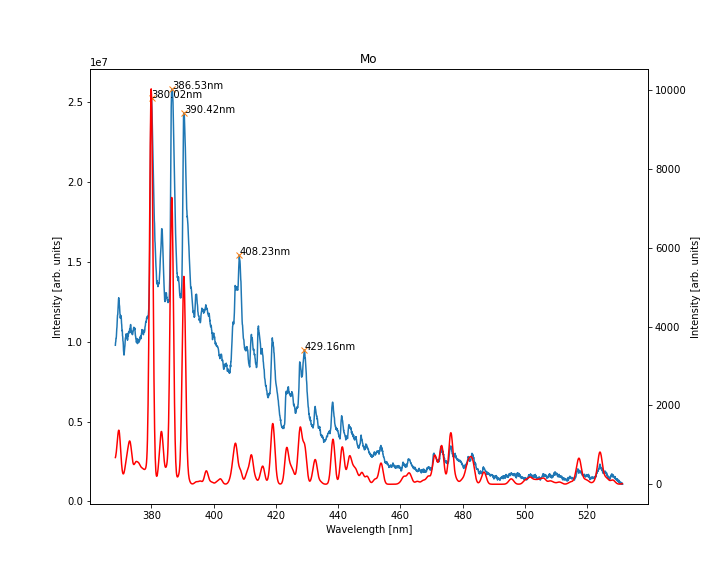 Mo
1e7
386.53nm
380.02nm
390.42nm
408.23nm
429.16nm
2.5
2.0
1.5
1.0
0.5
0.0
10000
8000
6000
4000
2000
0
Intensity [arb. units]
Intensity [arb. units]
380 400 420 440 460 480 500 520
Wavelength [nm]